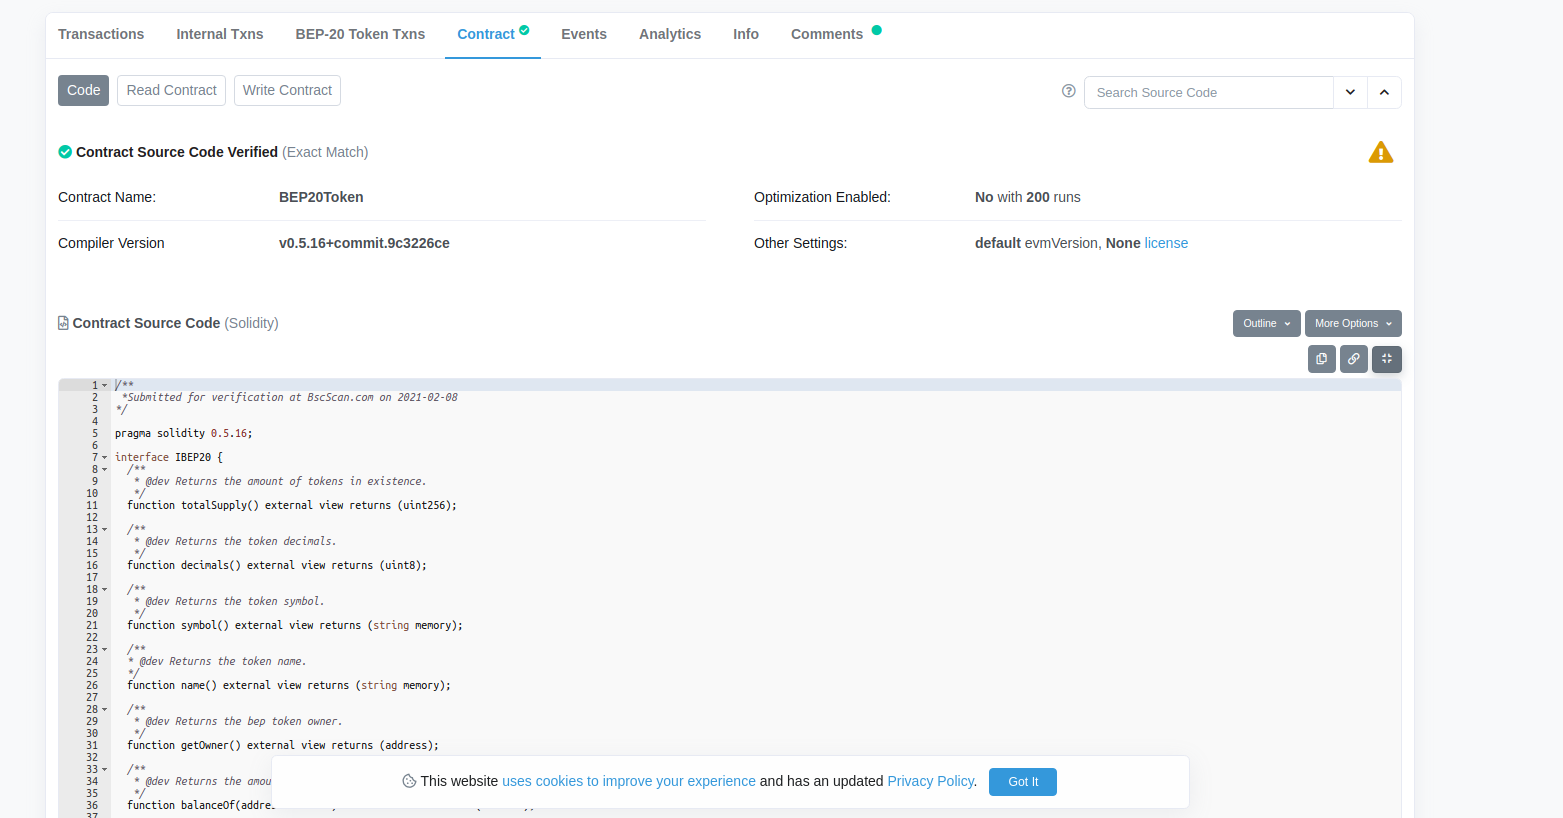 Transactions Internal Txns BEP-20 Token Txns Contract Events Analytics Info Comments
Code Read Contract Write Contract Search Source Code
Contract Source Code Verified (Exact Match)
Contract Name: BEP20Token Optimization Enabled: No with 200 runs
Compiler Version v0.5.16+commit.9c3226ce Other Settings: default evmVersion, None license
Contract Source Code (Solidity) Outline More Options
1 /**
2 *Submitted for verification at BscScan.com on 2021-02-08
3 */
4
5 pragma solidity 0.5.16;
6
7 interface IBEP20 {
8 /**
9 * @dev Returns the amount of tokens in existence.
10 */
11 function totalSupply() external view returns (uint256);
12
13 /**
14 * @dev Returns the token decimals.
15 */
16 function decimals() external view returns (uint8);
17
18 /**
19 * @dev Returns the token symbol.
20 */
21 function symbol() external view returns (string memory);
22
23 /**
24 * @dev Returns the token name.
25 */
26 function name() external view returns (string memory);
27
28 /**
29 * @dev Returns the bep token owner.
30 */
31 function getOwner() external view returns (address);
32
33 /**
34 * @dev Returns the amou
35 */
36 function balanceOf(addre
37
This website uses cookies to improve your experience and has an updated Privacy Policy. Got It